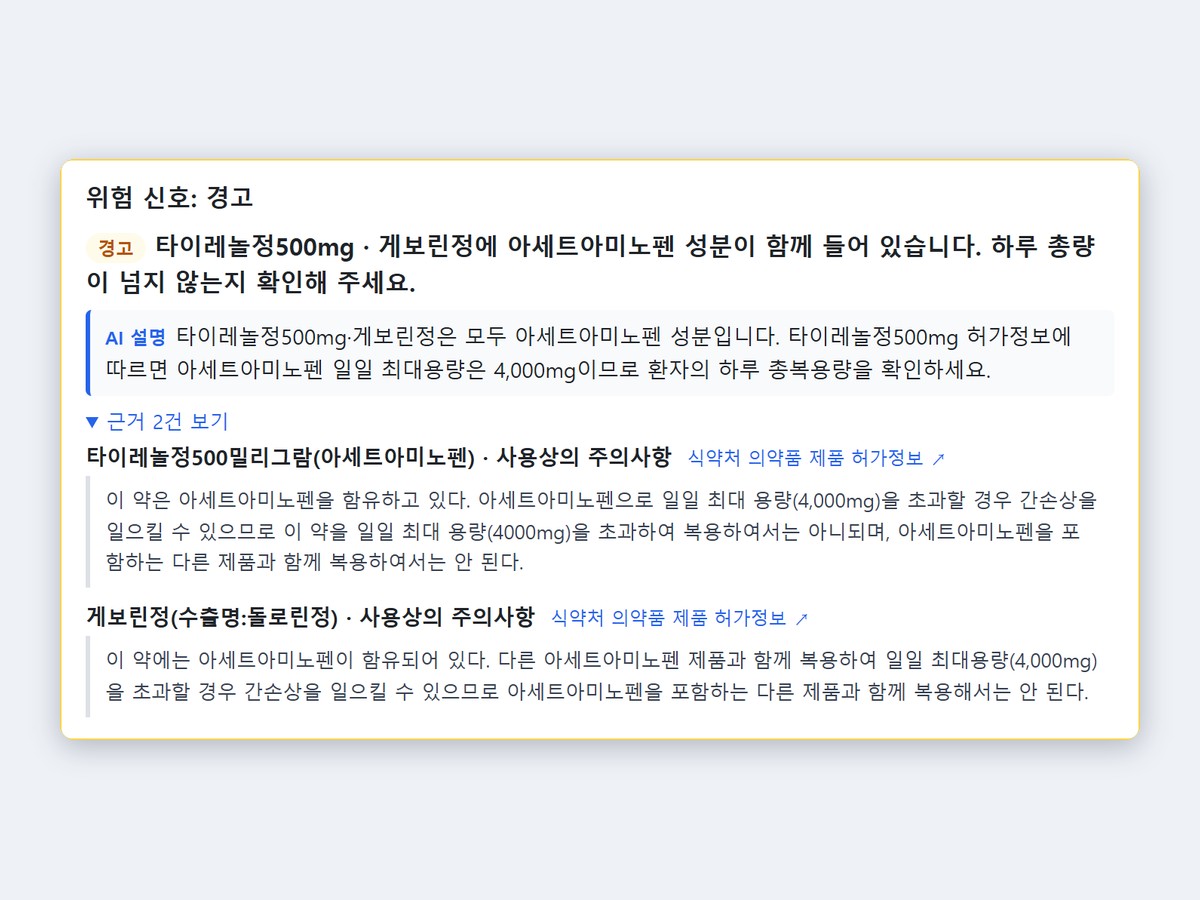 위험 신호: 경고
경고 타이레놀정500mg · 게보린정에 아세트아미노펜 성분이 함께 들어 있습니다. 하루 총량
이 넘지 않는지 확인해 주세요.
AI 설명 타이레놀정500mg·게보린정은 모두 아세트아미노펜 성분입니다. 타이레놀정500mg 허가정보에
따르면 아세트아미노펜 일일 최대용량은 4,000mg이므로 환자의 하루 총복용량을 확인하세요.
▼ 근거 2건 보기
타이레놀정500밀리그람(아세트아미노펜) · 사용상의 주의사항 식약처 의약품 제품 허가정보 ↗
이 약은 아세트아미노펜을 함유하고 있다. 아세트아미노펜으로 일일 최대 용량(4,000mg)을 초과할 경우 간손상을
일으킬 수 있으므로 이 약을 일일 최대 용량(4000mg)을 초과하여 복용하여서는 아니되며, 아세트아미노펜을 포
함하는 다른 제품과 함께 복용하여서는 안 된다.
게보린정(수출명:돌로린정) · 사용상의 주의사항 식약처 의약품 제품 허가정보 ↗
이 약에는 아세트아미노펜이 함유되어 있다. 다른 아세트아미노펜 제품과 함께 복용하여 일일 최대용량(4,000mg)
을 초과할 경우 간손상을 일으킬 수 있으므로 아세트아미노펜을 포함하는 다른 제품과 함께 복용해서는 안 된다.